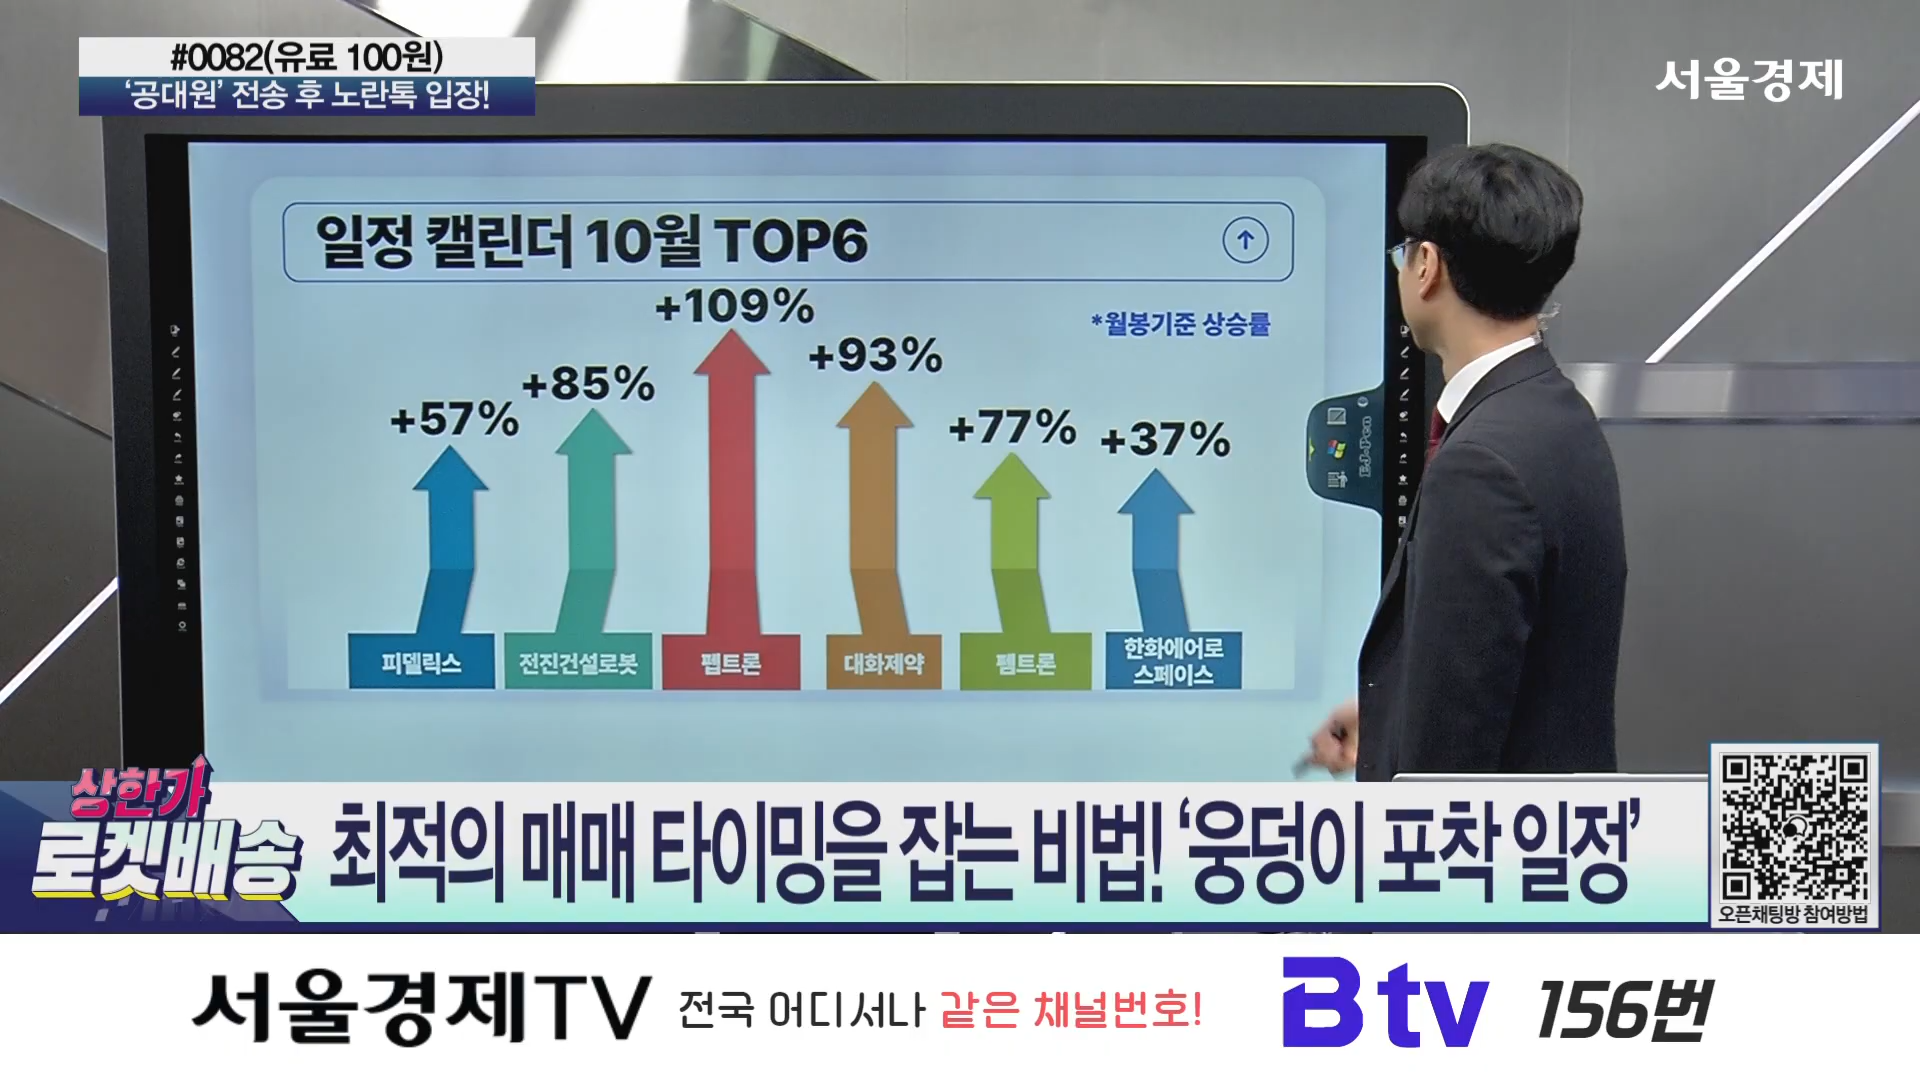 #0082(유료 100원)
‘공대원’ 전송 후 노란톡 입장!
서울경제
일정 캘린더 10월 TOP6
*월봉기준 상승률
+57%
+85%
+109%
+93%
+77%
+37%
피델릭스
전진건설로봇
펩트론
대화제약
펨트론
한화에어로
스페이스
EJ-Pen
상한가
로켓배송
최적의 매매 타이밍을 잡는 비법! ‘웅덩이 포착 일정’
오픈채팅방 참여방법
서울경제TV 전국 어디서나 같은 채널번호!
B tv 156번